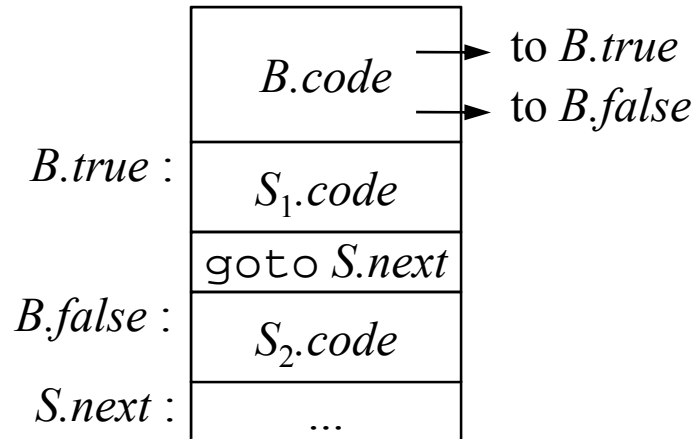 to B.true
B.code
to B.false
B.true :
S₁.code
goto S.next
B.false :
S₂.code
S.next :
...